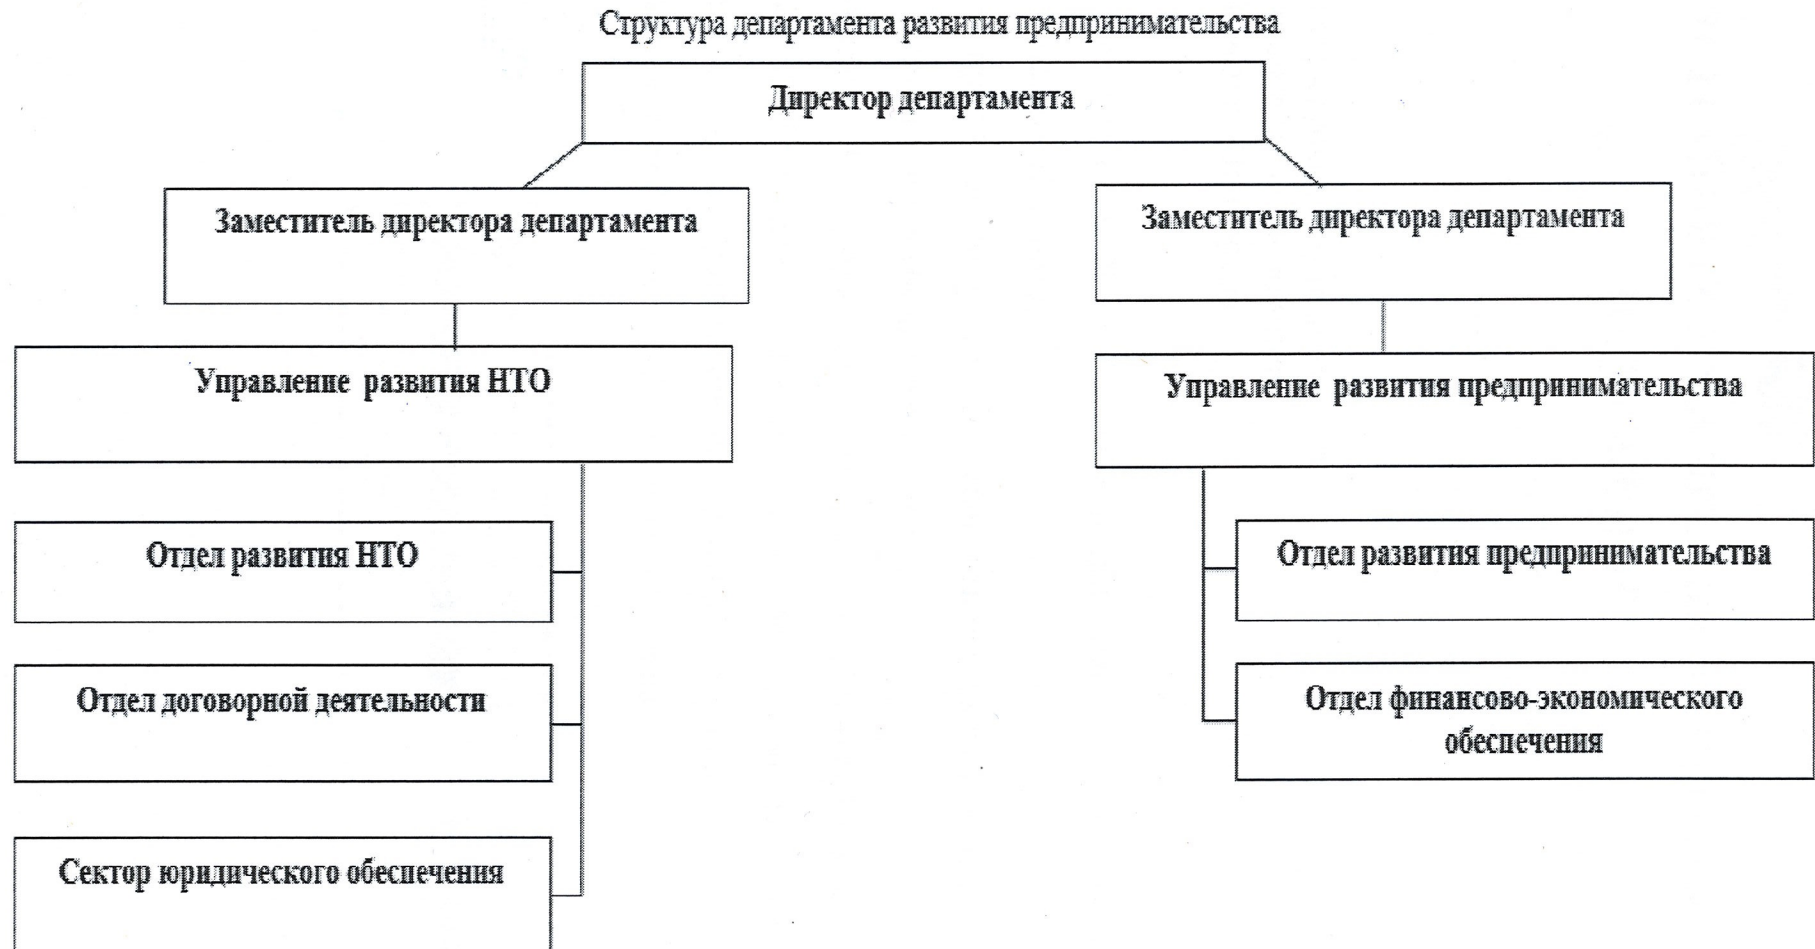 Структура департамента развития предпринимательства
Директор департамента
Заместитель директора департамента
Заместитель директора департамента
Управление развития НТО
Управление развития предпринимательства
Отдел развития НТО
Отдел развития предпринимательства
Отдел договорной деятельности
Отдел финансово-экономического
обеспечения
Сектор юридического обеспечения